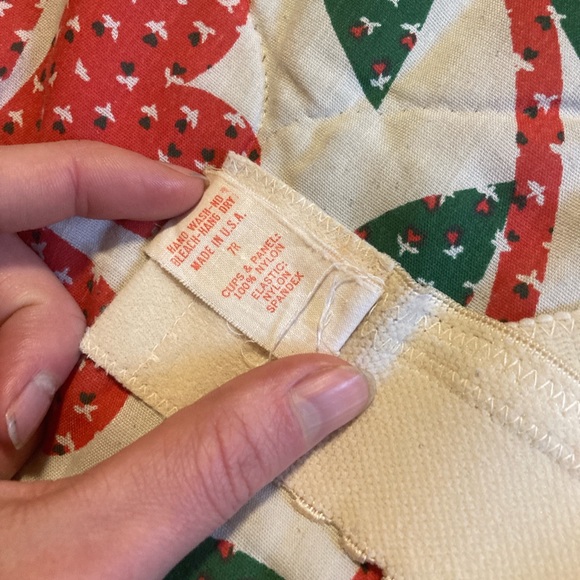 HAND WASH-NO
BLEACH-HANG DRY
MADE IN U.S.A.
7R
CUPS & PANEL:
100% NYLON
ELASTIC:
NYLON
SPANDEX